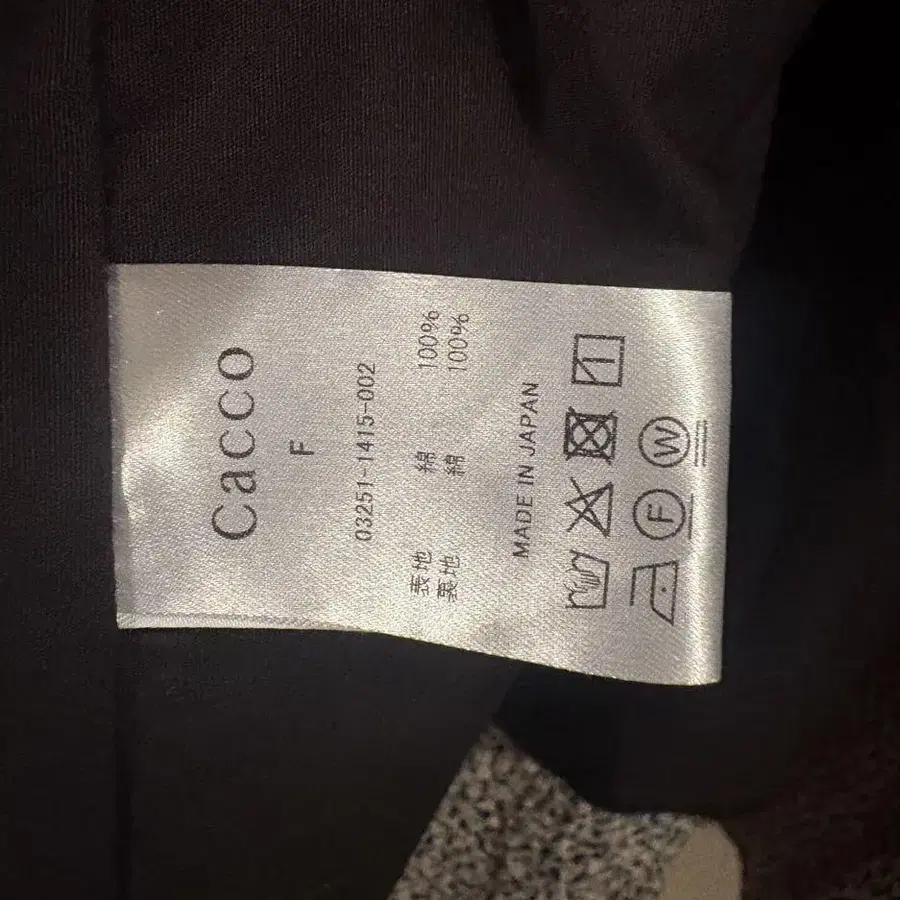 Cacco
F
03251-1415-002
表地 綿 100%
裏地 綿 100%
MADE IN JAPAN
F W